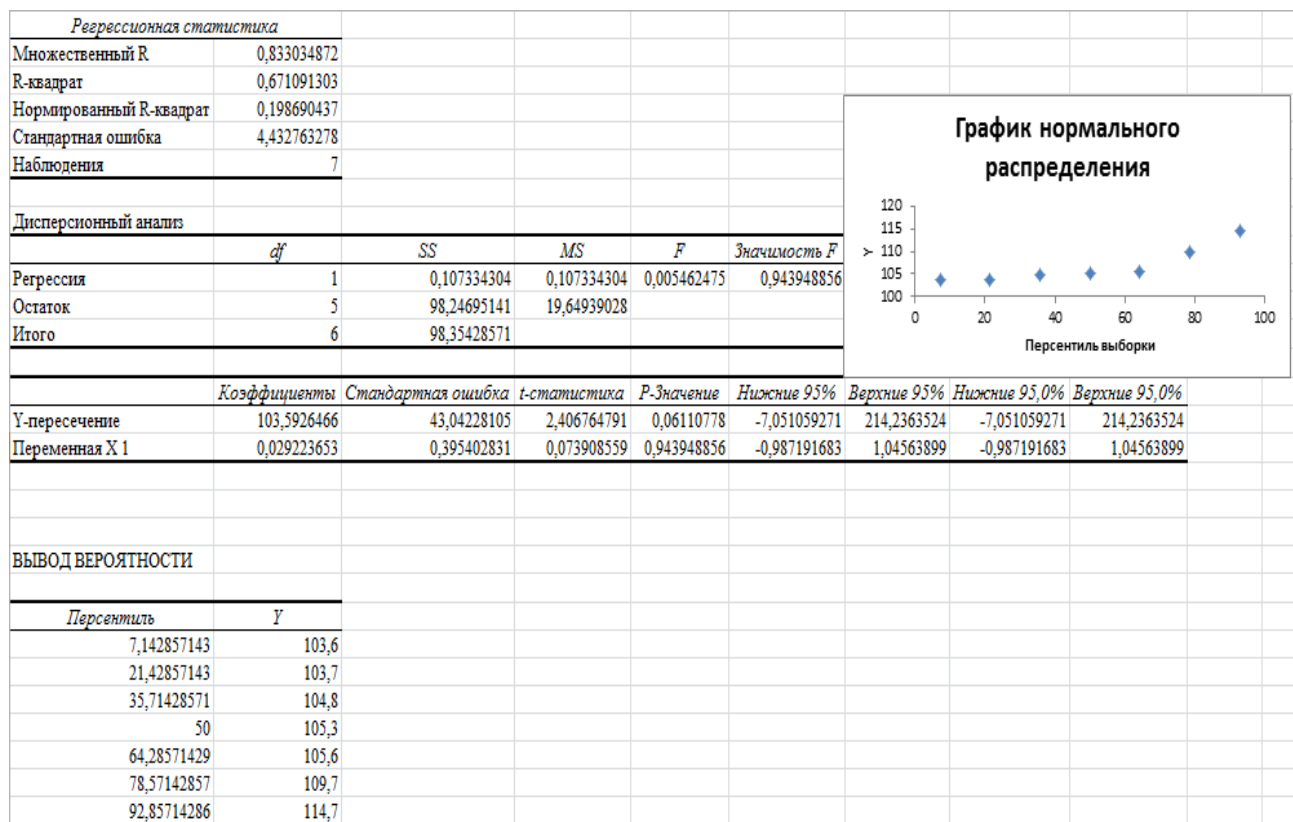 Регрессионная статистика
Множественный R 0,833034872
R-квадрат 0,671091303
Нормированный R-квадрат 0,198690437
Стандартная ошибка 4,432763278
Наблюдения 7
График нормального
распределения
120
115
110
105
100
Y
0 20 40 60 80 100
Персентиль выборки
Дисперсионный анализ
df SS MS F Значимость F
Регрессия 1 0,107334304 0,107334304 0,005462475 0,943948856
Остаток 5 98,24695141 19,64939028
Итого 6 98,35428571
Коэффициенты Стандартная ошибка t-статистика P-Значение Нижние 95% Верхние 95% Нижние 95,0% Верхние 95,0%
Y-пересечение 103,5926466 43,04228105 2,406764791 0,06110778 -7,051059271 214,2363524 -7,051059271 214,2363524
Переменная X 1 0,029223653 0,395402831 0,073908559 0,943948856 -0,987191683 1,04563899 -0,987191683 1,04563899
ВЫВОД ВЕРОЯТНОСТИ
Персентиль Y
7,142857143 103,6
21,42857143 103,7
35,71428571 104,8
50 105,3
64,28571429 105,6
78,57142857 109,7
92,85714286 114,7